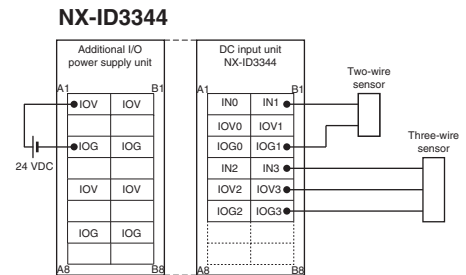 NX-ID3344
Additional I/O
power supply unit
DC input unit
NX-ID3344
Two-wire
sensor
A1 B1 A1 B1
IOV IOV
IN0 IN1
IOV0 IOV1
IOG IOG
IOG0 IOG1
Three-wire
sensor
24 VDC
IN2 IN3
IOV IOV
IOV2 IOV3
IOG2 IOG3
IOG IOG
A8 B8 A8 B8